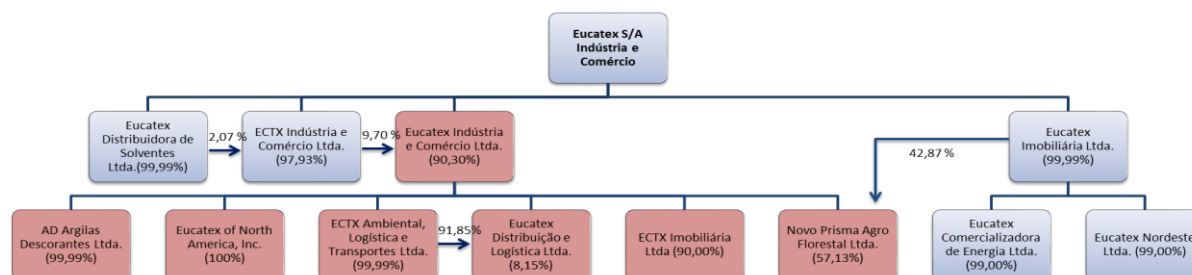 Eucatex S/A
Indústria e
Comércio
Eucatex
Distribuidora de
Solventes
Ltda.(99,99%)
2,07 %
ECTX Indústria e
Comércio Ltda.
(97,93%)
9,70 %
Eucatex Indústria
e Comércio Ltda.
(90,30%)
42,87 %
Eucatex
Imobiliária Ltda.
(99,99%)
AD Argilas
Descorantes Ltda.
(99,99%)
Eucatex of North
America, Inc.
(100%)
ECTX Ambiental,
Logística e
Transportes Ltda.
(99,99%)
91,85%
Eucatex
Distribuição e
Logística Ltda.
(8,15%)
ECTX Imobiliária
Ltda (90,00%)
Novo Prisma Agro
Florestal Ltda.
(57,13%)
Eucatex
Comercializadora
de Energia Ltda.
(99,00%)
Eucatex Nordeste
Ltda. (99,00%)